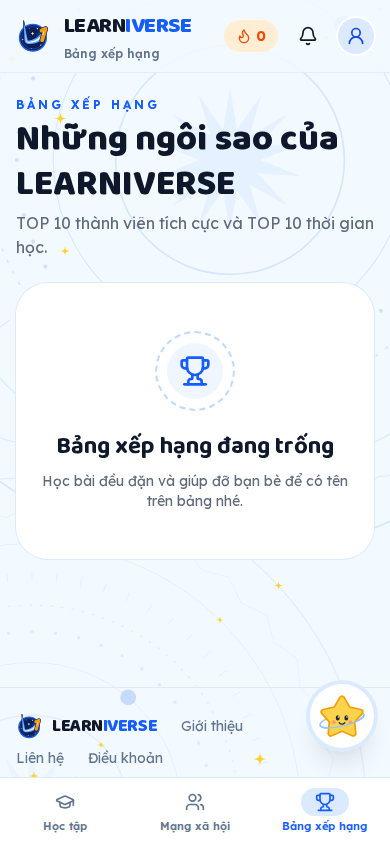 LEARNIVERSE
Bảng xếp hạng
0
BẢNG XẾP HẠNG
Những ngôi sao của
LEARNIVERSE
TOP 10 thành viên tích cực và TOP 10 thời gian
học.
Bảng xếp hạng đang trống
Học bài đều đặn và giúp đỡ bạn bè để có tên
trên bảng nhé.
LEARNIVERSE
Giới thiệu
Liên hệ
Điều khoản
Học tập
Mạng xã hội
Bảng xếp hạng